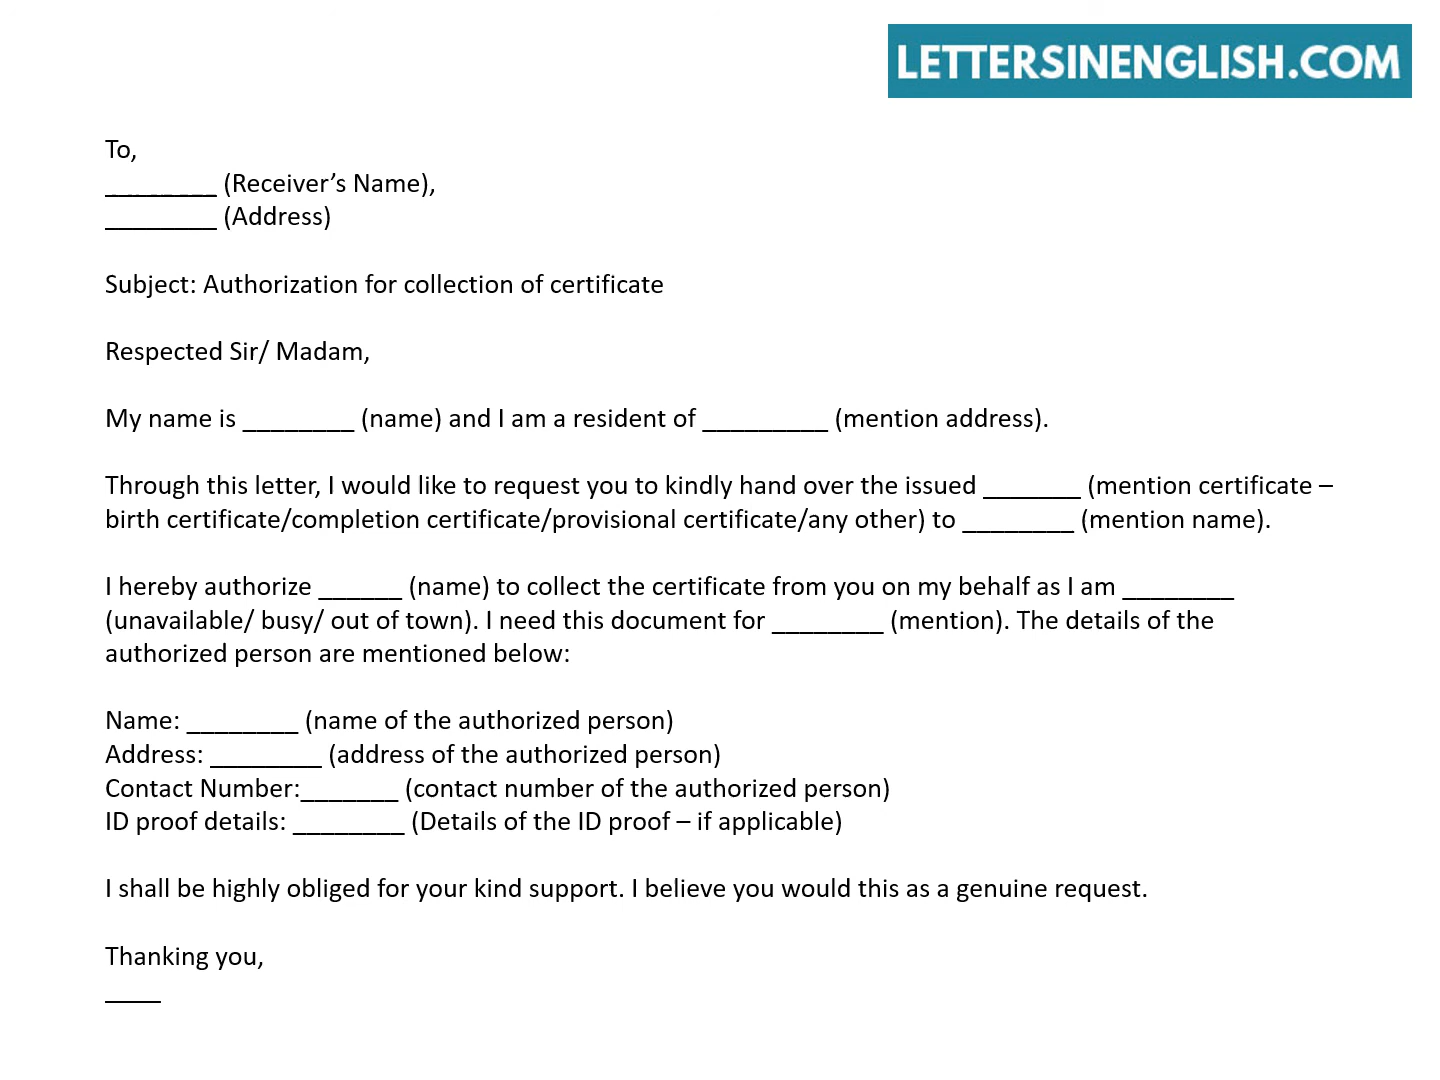 LETTERSINENGLISH.COM
To,
________ (Receiver’s Name),
________ (Address)
Subject: Authorization for collection of certificate
Respected Sir/ Madam,
My name is ________ (name) and I am a resident of _________ (mention address).
Through this letter, I would like to request you to kindly hand over the issued _______ (mention certificate –
birth certificate/completion certificate/provisional certificate/any other) to ________ (mention name).
I hereby authorize ______ (name) to collect the certificate from you on my behalf as I am ________
(unavailable/ busy/ out of town). I need this document for ________ (mention). The details of the
authorized person are mentioned below:
Name: ________ (name of the authorized person)
Address: ________ (address of the authorized person)
Contact Number:_______ (contact number of the authorized person)
ID proof details: ________ (Details of the ID proof – if applicable)
I shall be highly obliged for your kind support. I believe you would this as a genuine request.
Thanking you,
____